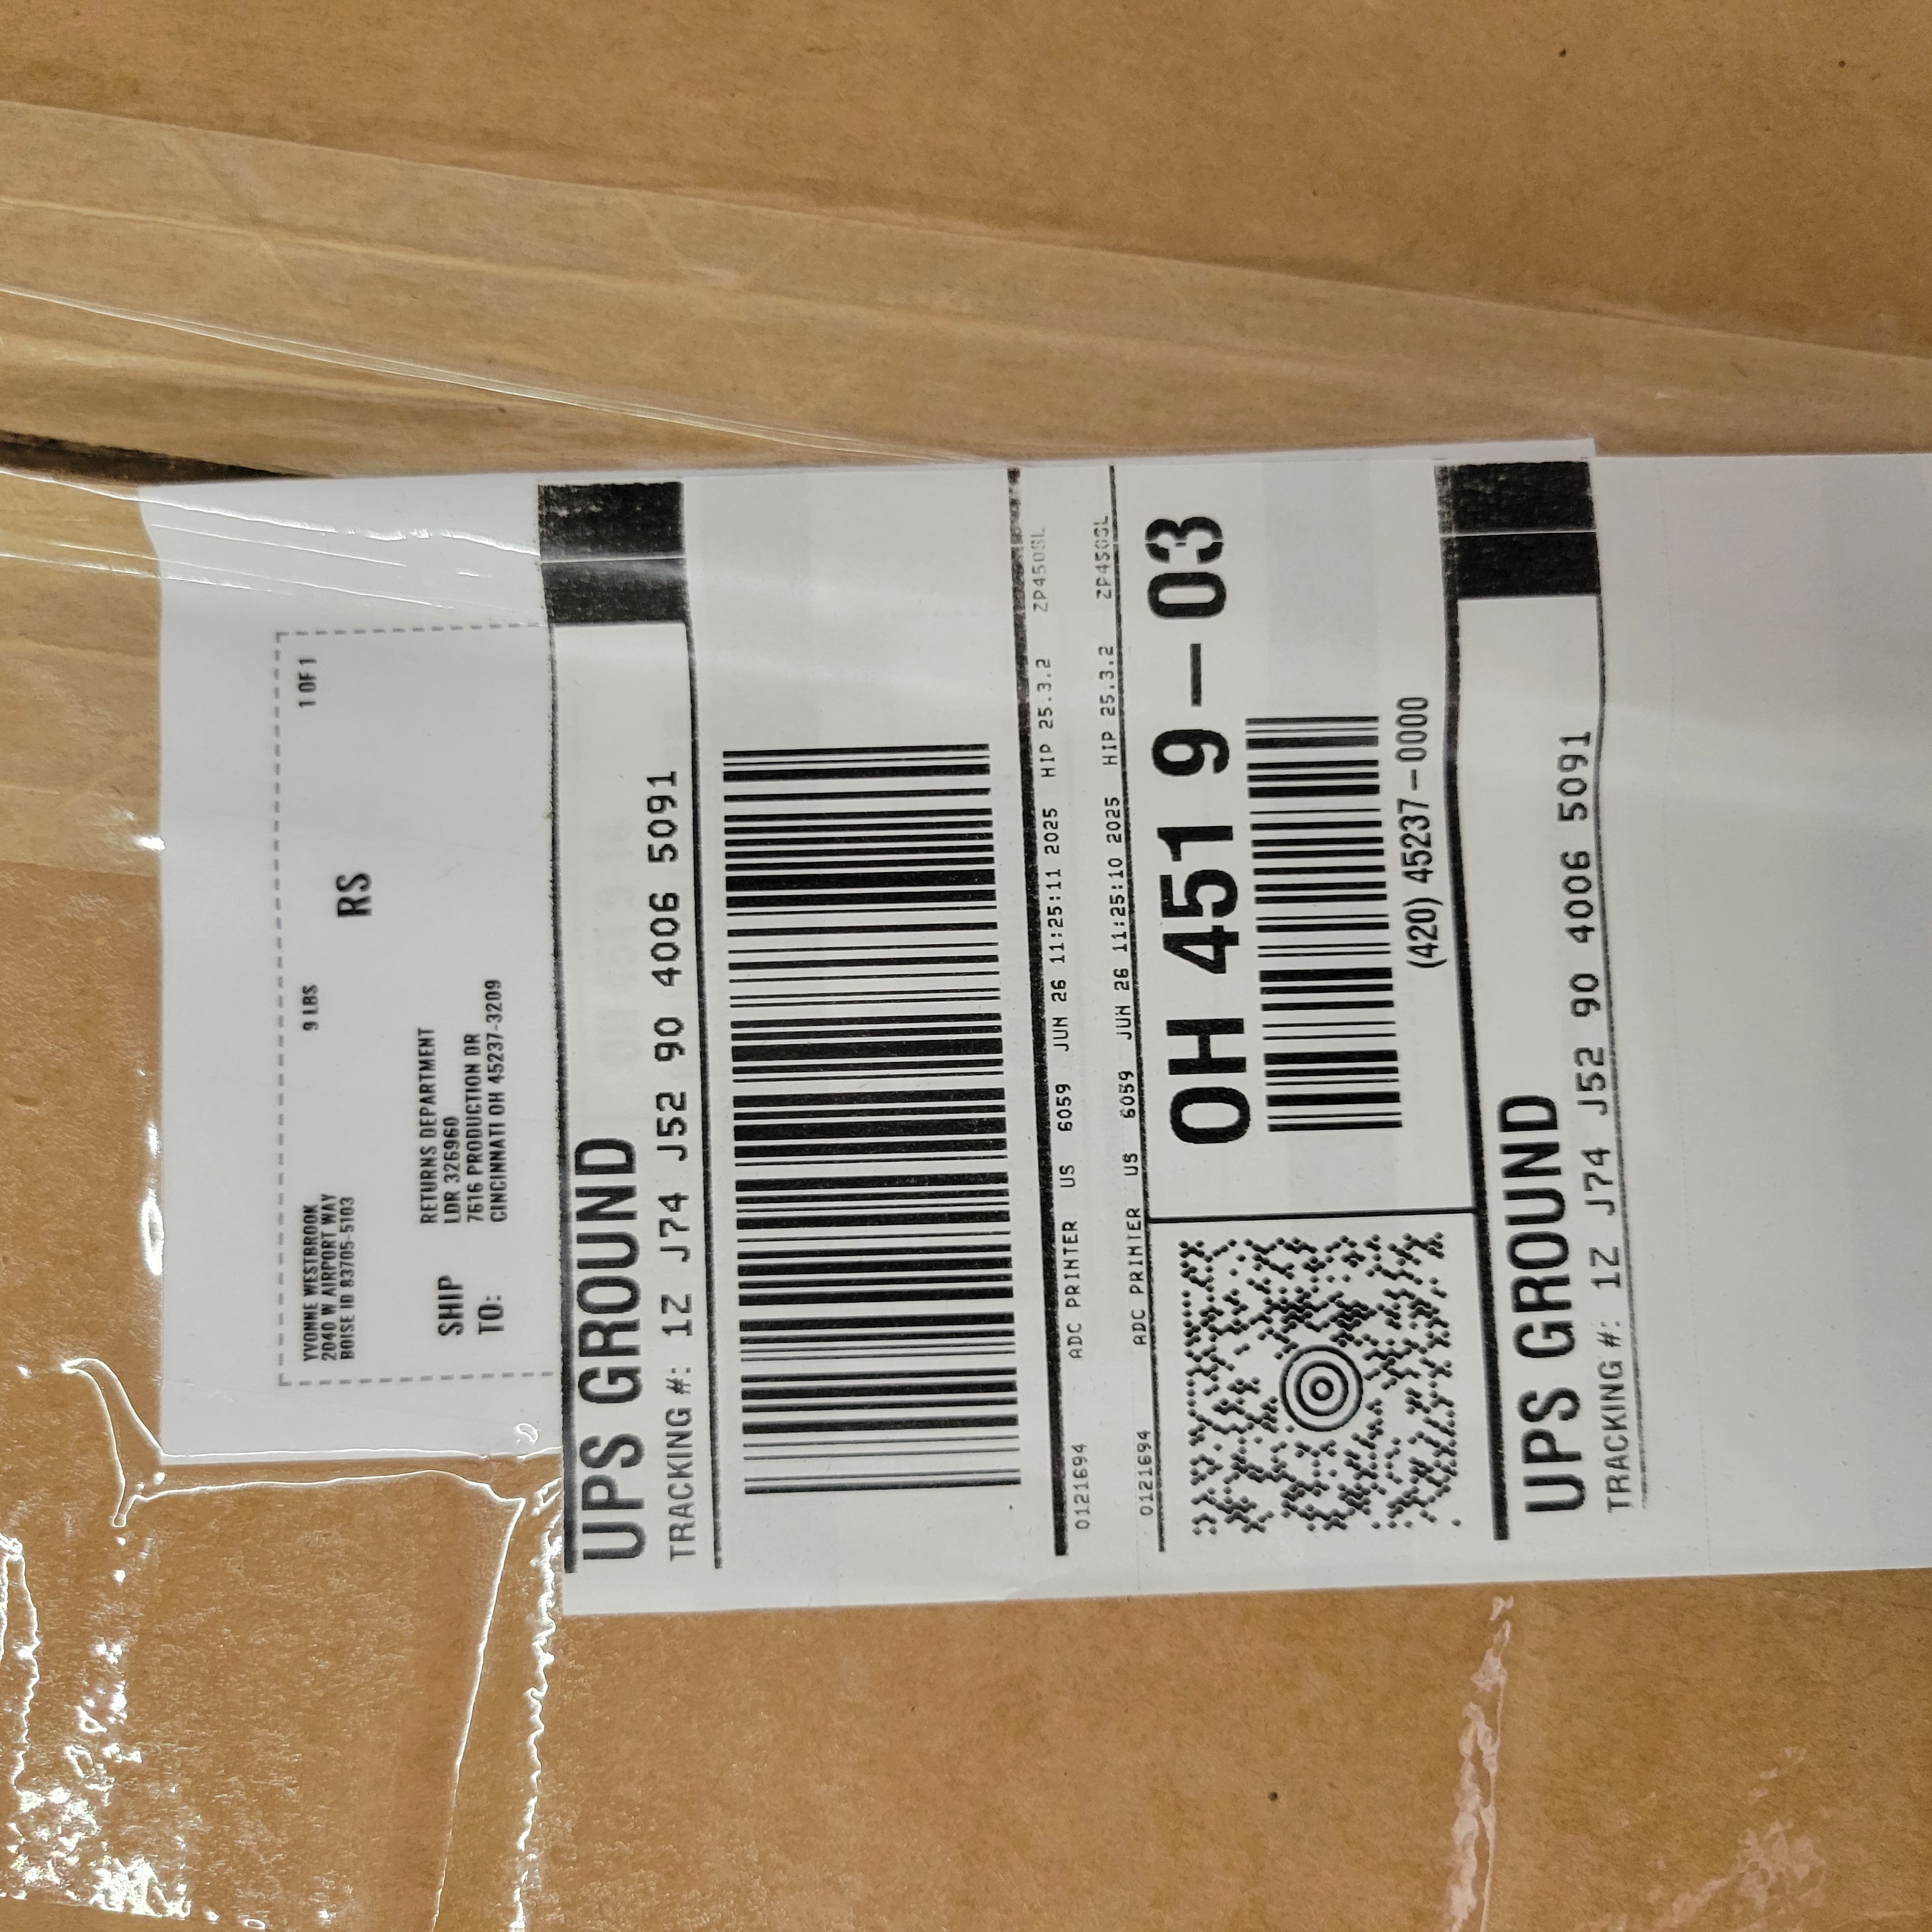 YVONNE WESTBROOK
2040 W AIRPORT WAY
BOISE ID 83705-5103
9 LBS
1 OF 1
RS
SHIP TO:
RETURNS DEPARTMENT
LDR 326960
7616 PRODUCTION DR
CINCINNATI OH 45237-3209
UPS GROUND
TRACKING #: 1Z J74 J52 90 4006 5091
0121694 ADC PRINTER US 6059 JUN 26 11:25:11 2025 HIP 25.3.2 ZP450SL
0121694 ADC PRINTER US 6059 JUN 26 11:25:10 2025 HIP 25.3.2 ZP450SL
OH 451 9-03
(420) 45237-0000
UPS GROUND
TRACKING #: 1Z J74 J52 90 4006 5091